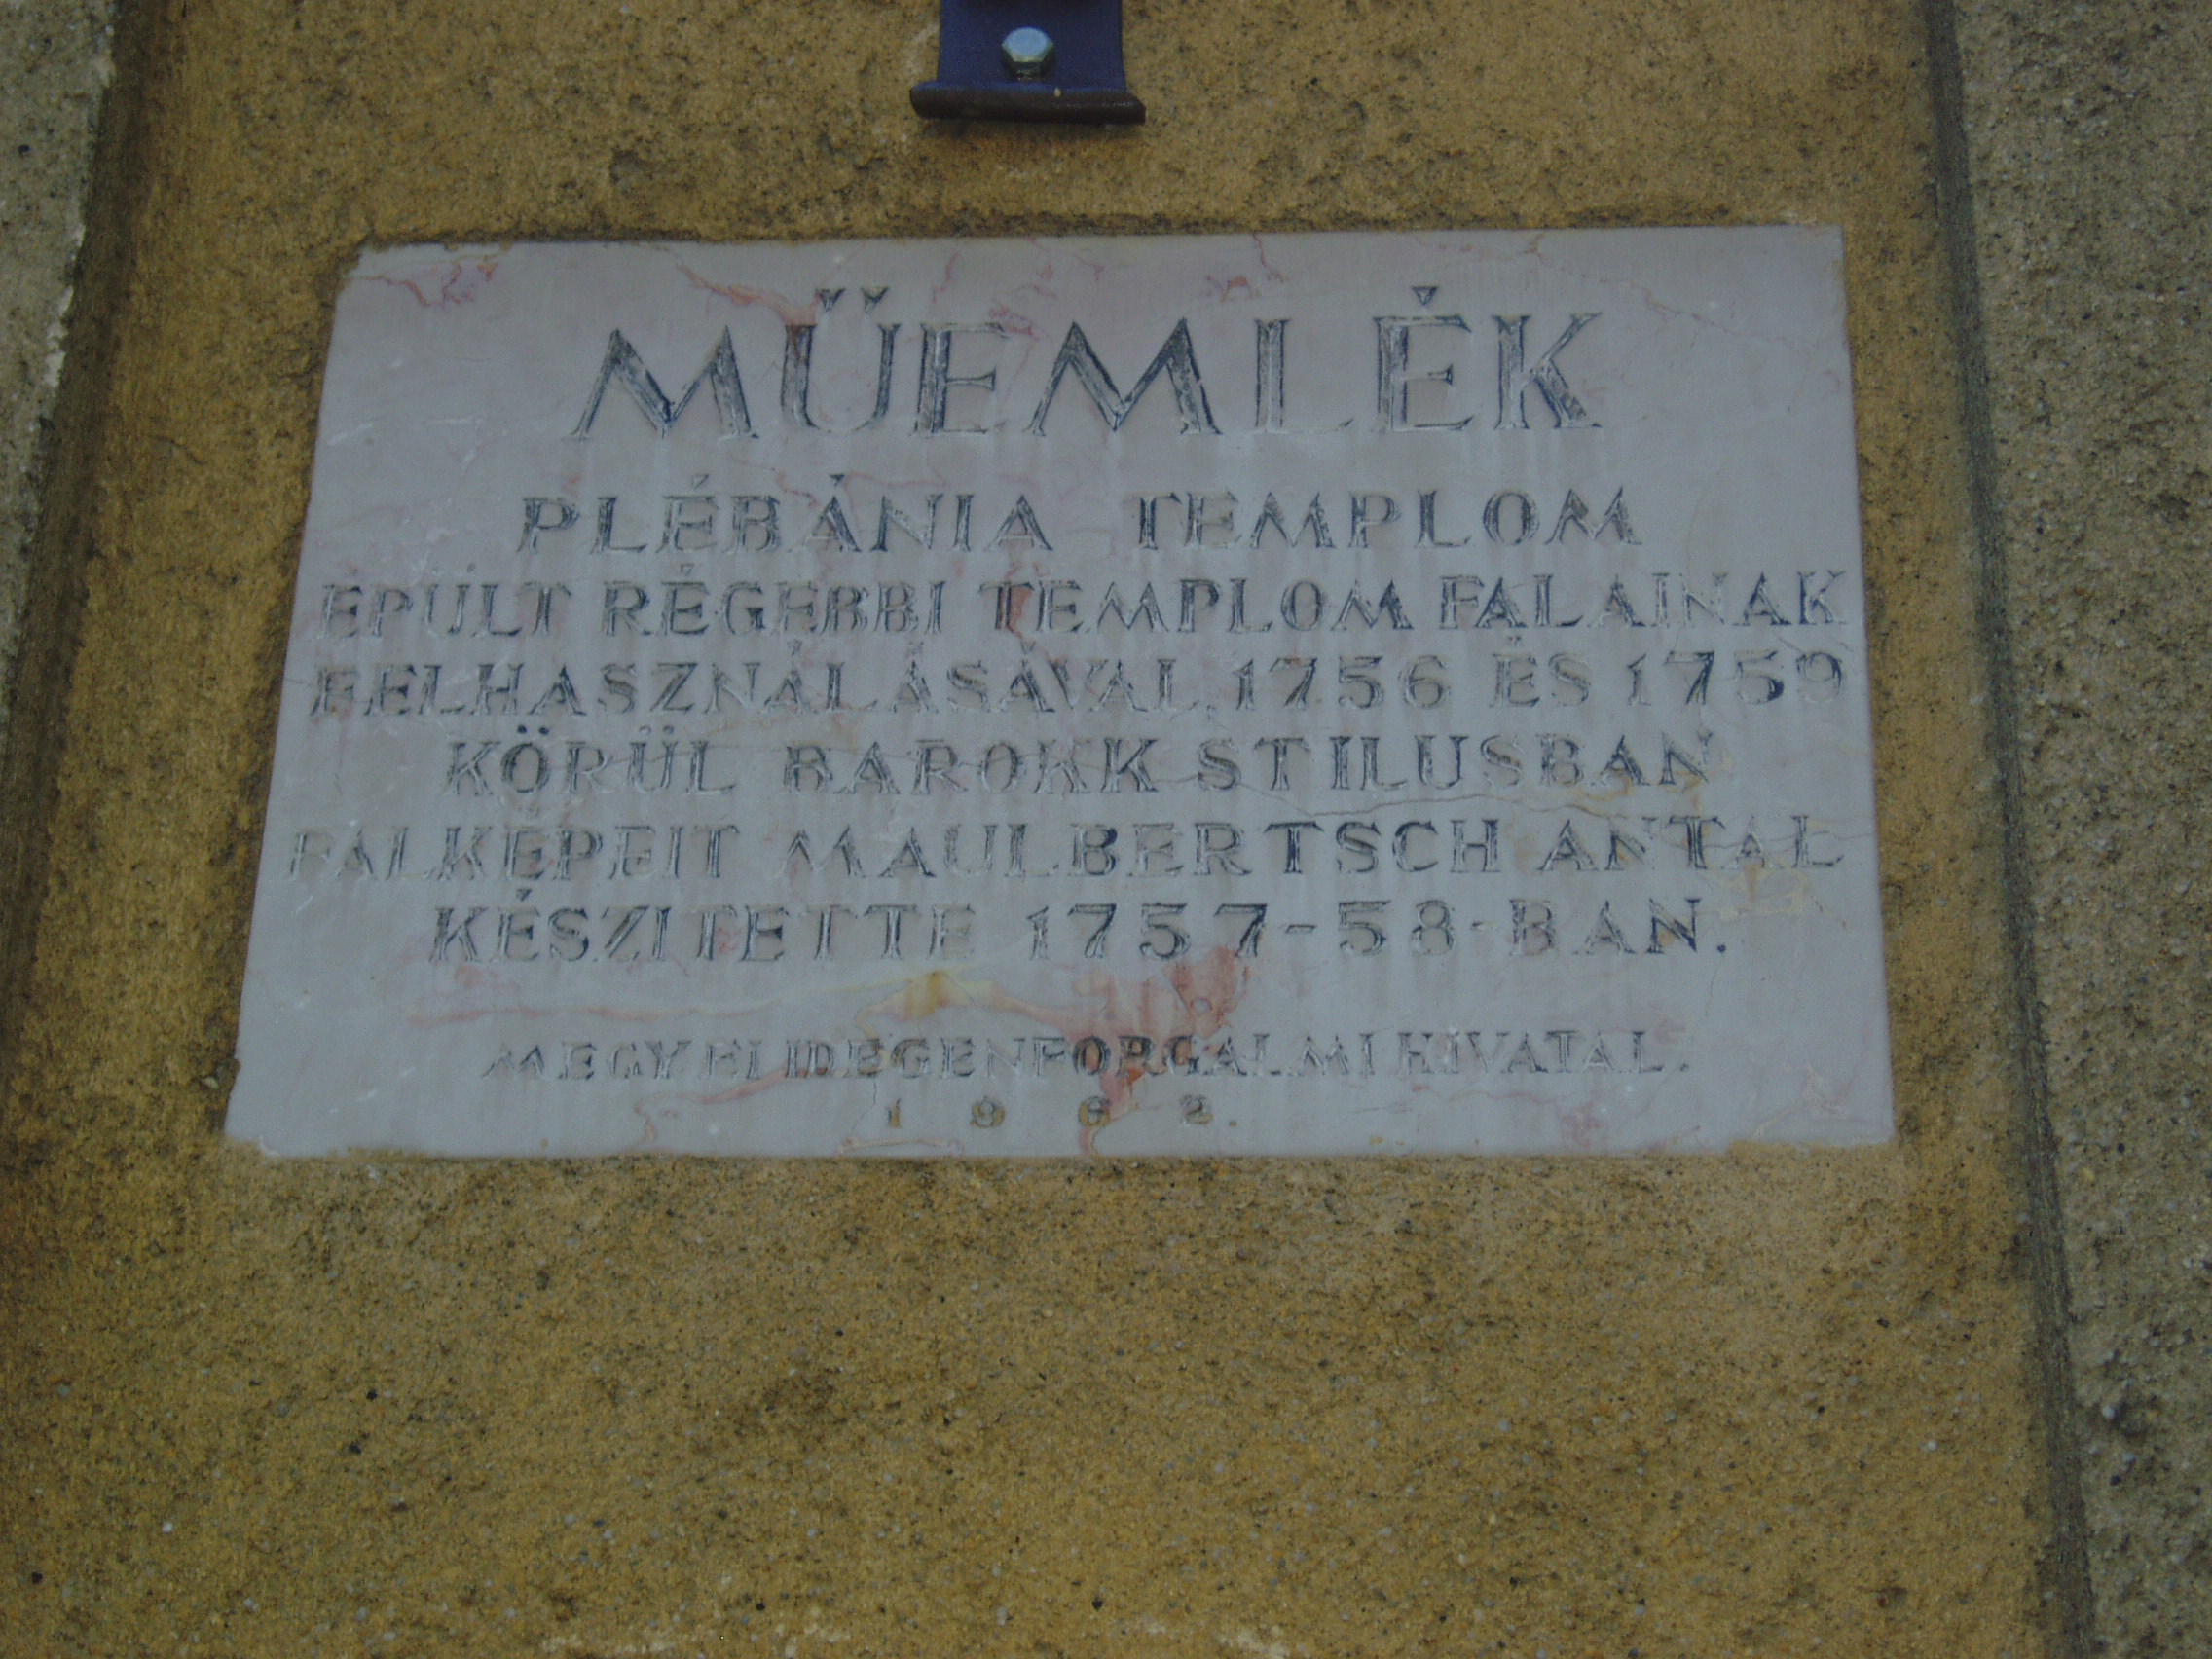 MŰEMLÉK
PLÉBÁNIA TEMPLOM
ÉPÜLT RÉGEBBI TEMPLOM FALAINAK
FELHASZNÁLÁSÁVAL, 1756 ÉS 1759
KÖRÜL BAROKK STILUSBAN
FALKÉPEIT MAULBERTSCH ANTAL
KÉSZITETTE 1757-58-BAN.
MEGYEI IDEGENFORGALMI HIVATAL.
1962.